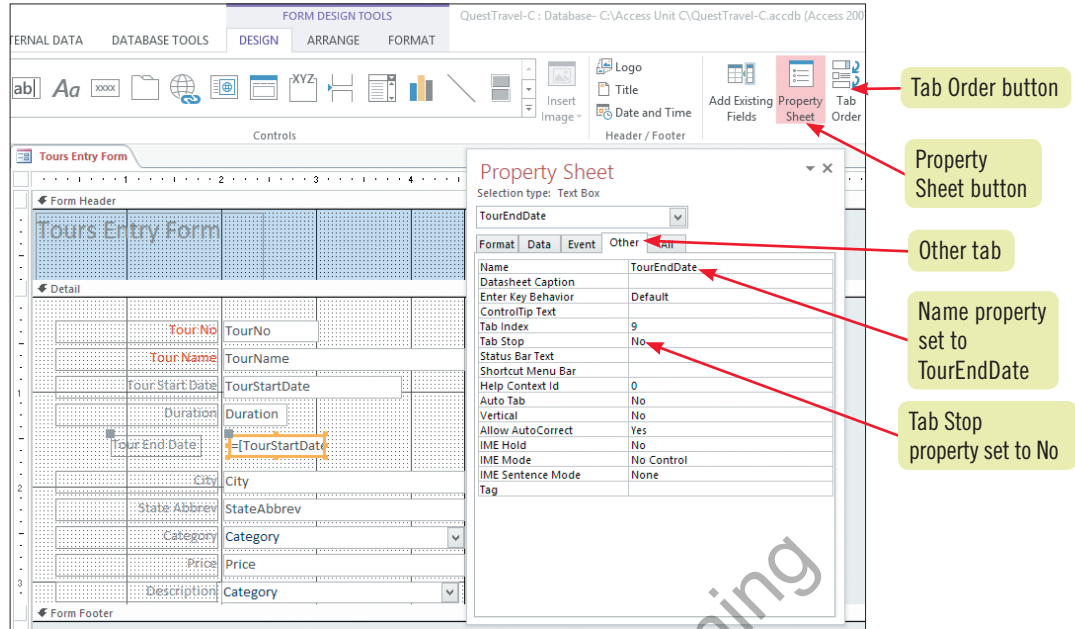 FORM DESIGN TOOLS
QuestTravel-C : Database- C:\Access Unit C\QuestTravel-C.accdb (Access 200
TERNAL DATA DATABASE TOOLS DESIGN ARRANGE FORMAT
ab| Aa xxxx XYZ
Insert Image
Logo
Title
Date and Time
Add Existing Fields
Property Sheet
Tab Order
Controls
Header / Footer
Tab Order button
Property Sheet button
Other tab
Name property
set to
TourEndDate
Tab Stop
property set to No
Tours Entry Form
1 2 3 4
Form Header
Tours Entry Form
Detail
Tour No TourNo
Tour Name TourName
Tour Start Date TourStartDate
1
Duration Duration
Tour End Date =[TourStartDate
City City
2
State Abbrev StateAbbrev
Category Category
Price Price
3
Description Category
Form Footer
Property Sheet
Selection type: Text Box
TourEndDate
Format Data Event Other All
Name TourEndDate
Datasheet Caption
Enter Key Behavior Default
ControlTip Text
Tab Index 9
Tab Stop No
Status Bar Text
Shortcut Menu Bar
Help Context Id 0
Auto Tab No
Vertical No
Allow AutoCorrect Yes
IME Hold No
IME Mode No Control
IME Sentence Mode None
Tag